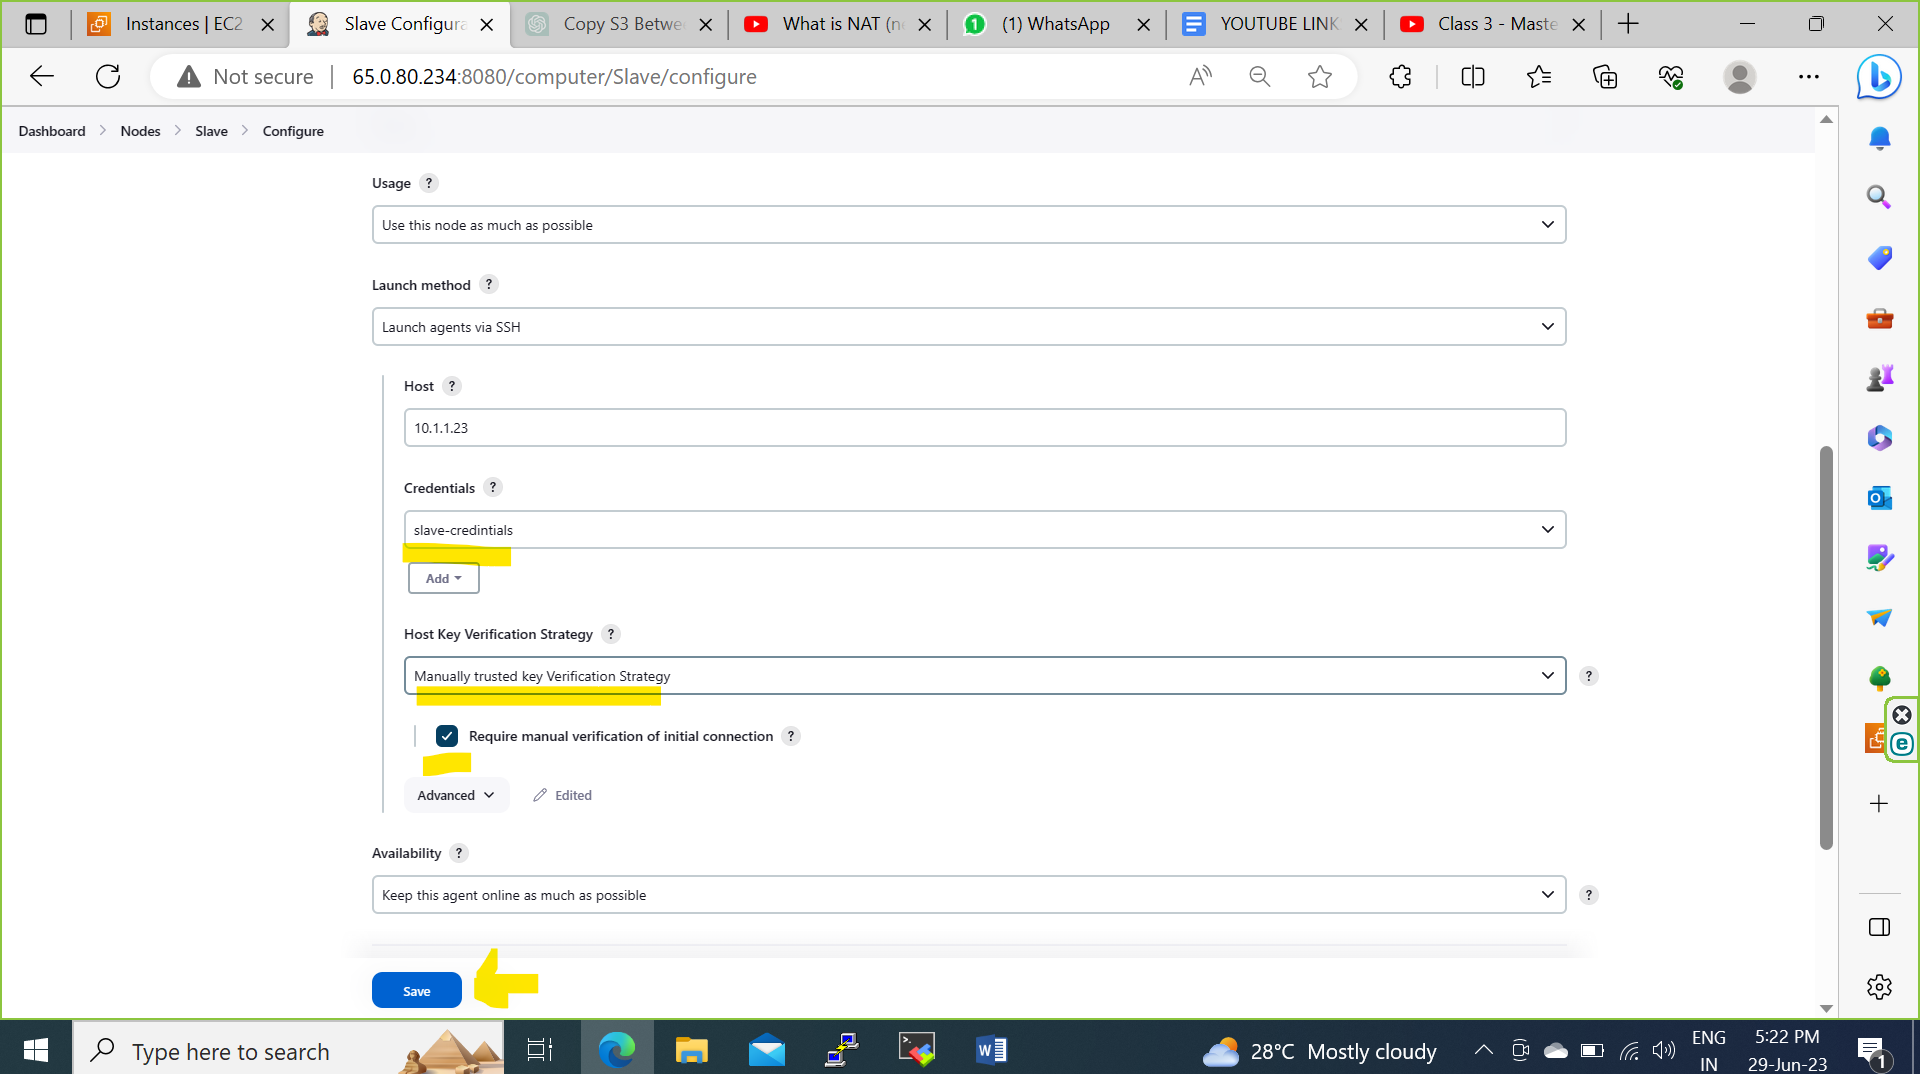 Instances | EC2
Slave Configura
Copy S3 Betwe
What is NAT (n
(1) WhatsApp
YOUTUBE LINK
Class 3 - Maste
Not secure
65.0.80.234:8080/computer/Slave/configure
Dashboard
Nodes
Slave
Configure
Usage ?
Use this node as much as possible
Launch method ?
Launch agents via SSH
Host ?
10.1.1.23
Credentials ?
slave-credintials
Add
Host Key Verification Strategy ?
Manually trusted key Verification Strategy
?
Require manual verification of initial connection ?
Advanced
Edited
Availability ?
Keep this agent online as much as possible
?
Save
Type here to search
28°C Mostly cloudy
ENG
IN
5:22 PM
29-Jun-23
1